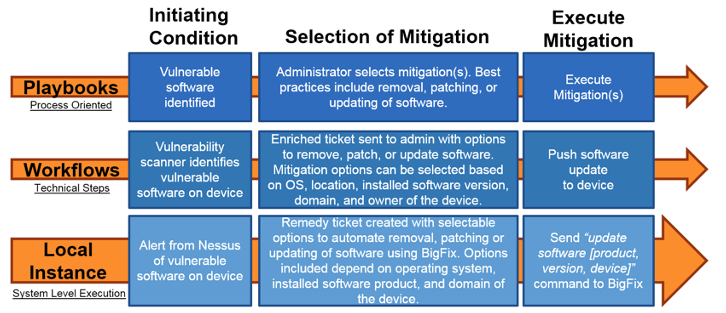 Initiating
Condition
Selection of Mitigation
Execute
Mitigation
Playbooks
Process Oriented
Vulnerable
software
identified
Administrator selects mitigation(s). Best
practices include removal, patching, or
updating of software.
Execute
Mitigation(s)
Workflows
Technical Steps
Vulnerability
scanner identifies
vulnerable
software on device
Enriched ticket sent to admin with options
to remove, patch, or update software.
Mitigation options can be selected based
on OS, location, installed software version,
domain, and owner of the device.
Push software
update
to device
Local
Instance
System Level Execution
Alert from Nessus
of vulnerable
software on device
Remedy ticket created with selectable
options to automate removal, patching or
updating of software using BigFix. Options
included depend on operating system,
installed software product, and domain of
the device.
Send “update
software [product,
version, device]”
command to BigFix